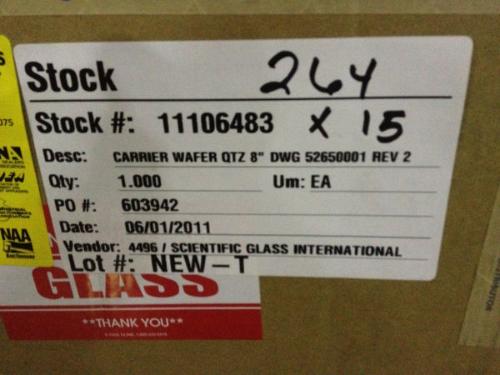 Stock 264
Stock #: 11106483 X 15
Desc: CARRIER WAFER QTZ 8" DWG 52650001 REV 2
Qty: 1.000 Um: EA
PO #: 603942
Date: 06/01/2011
Vendor: 4496 / SCIENTIFIC GLASS INTERNATIONAL
Lot #: NEW-T
GLASS
**THANK YOU**
NAA